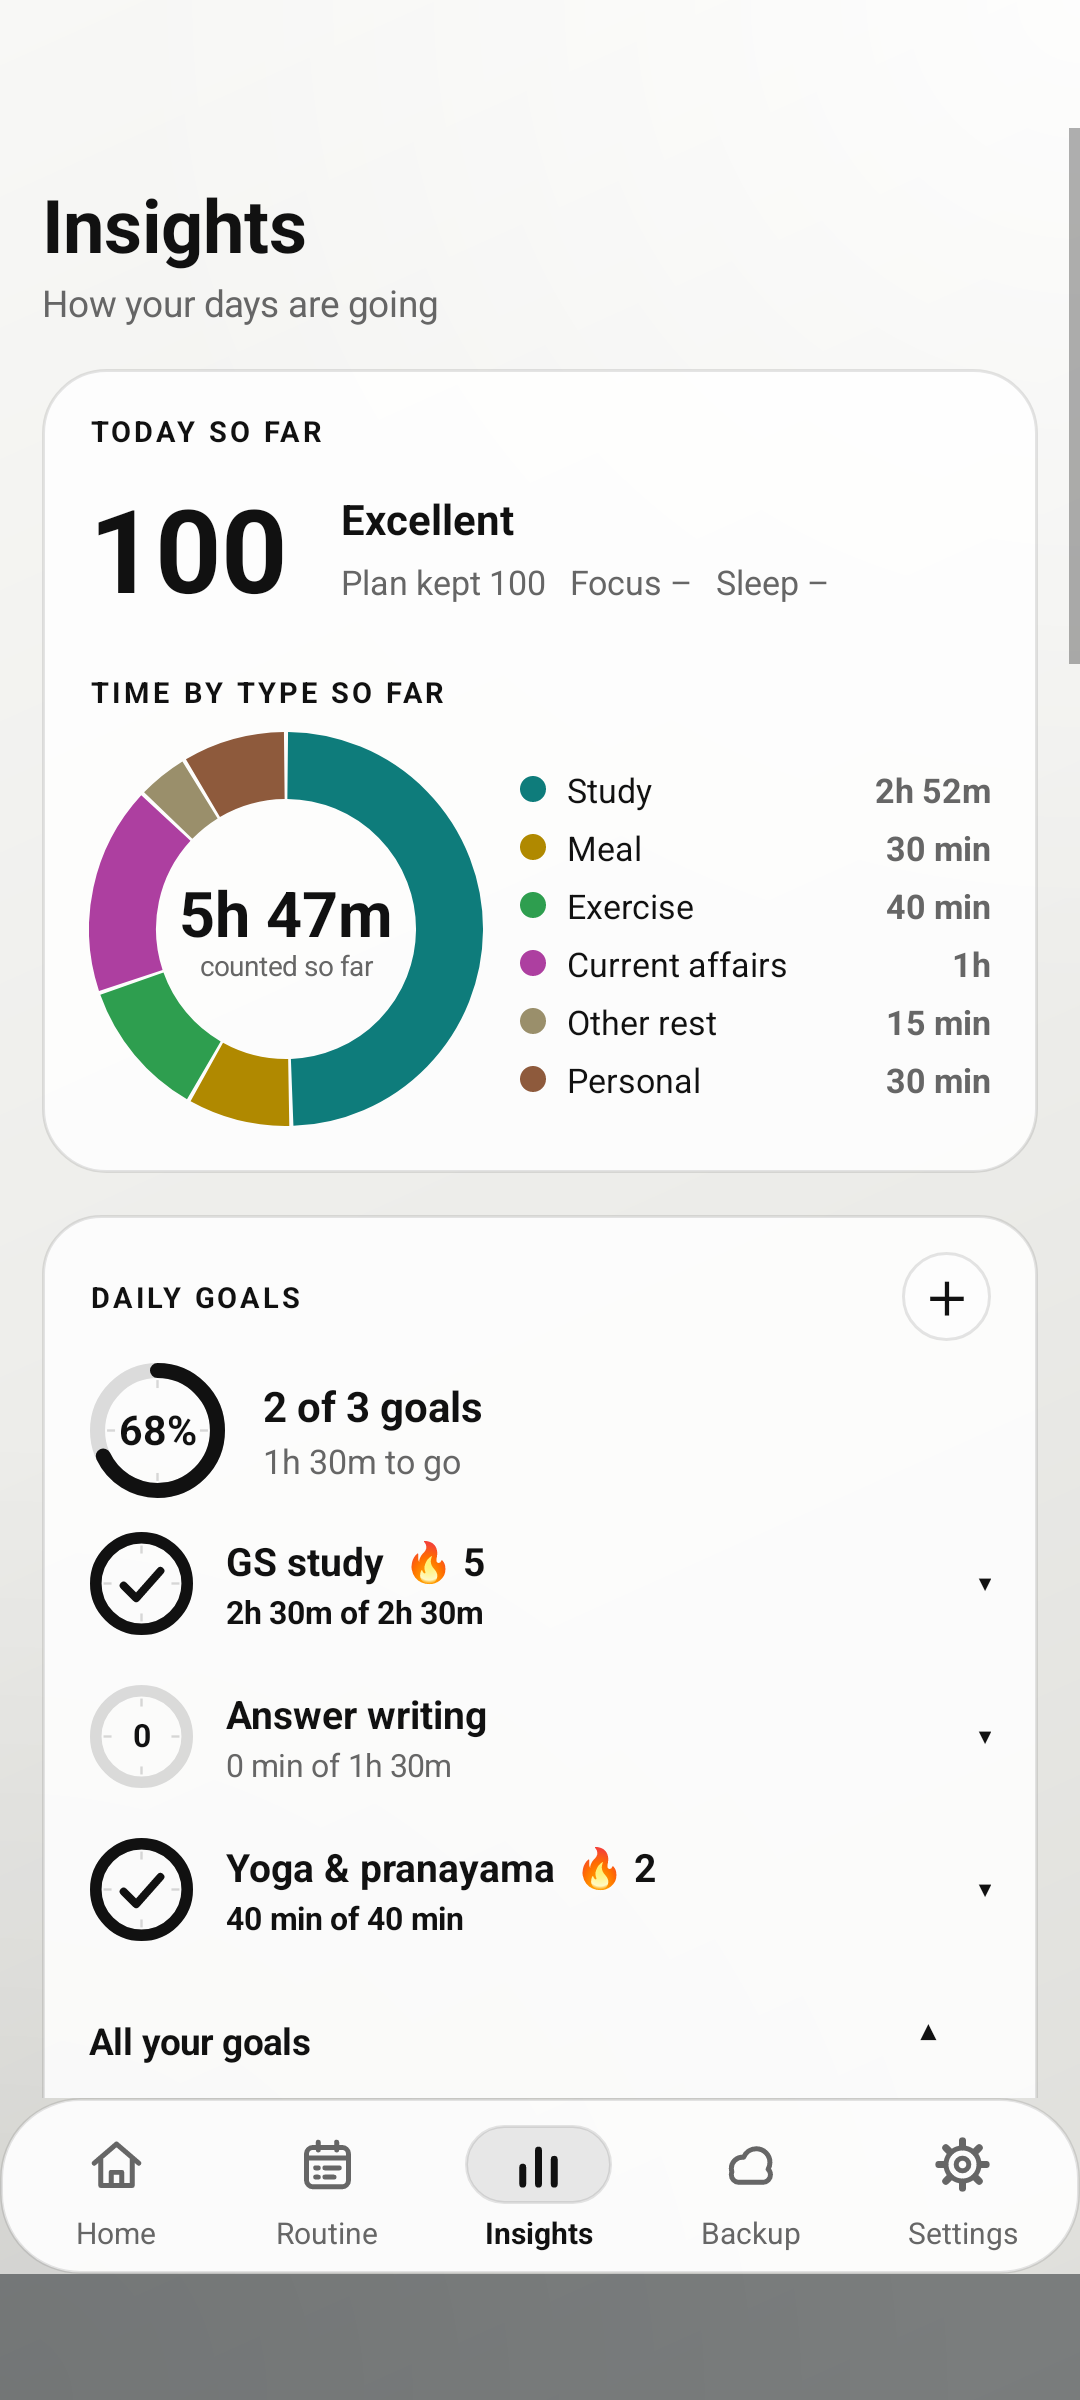 Insights
How your days are going
TODAY SO FAR
100
Excellent
Plan kept 100 Focus – Sleep –
TIME BY TYPE SO FAR
5h 47m
counted so far
Study 2h 52m
Meal 30 min
Exercise 40 min
Current affairs 1h
Other rest 15 min
Personal 30 min
DAILY GOALS
+
68%
2 of 3 goals
1h 30m to go
GS study 🔥 5
2h 30m of 2h 30m
0
Answer writing
0 min of 1h 30m
Yoga & pranayama 🔥 2
40 min of 40 min
All your goals
Home Routine Insights Backup Settings